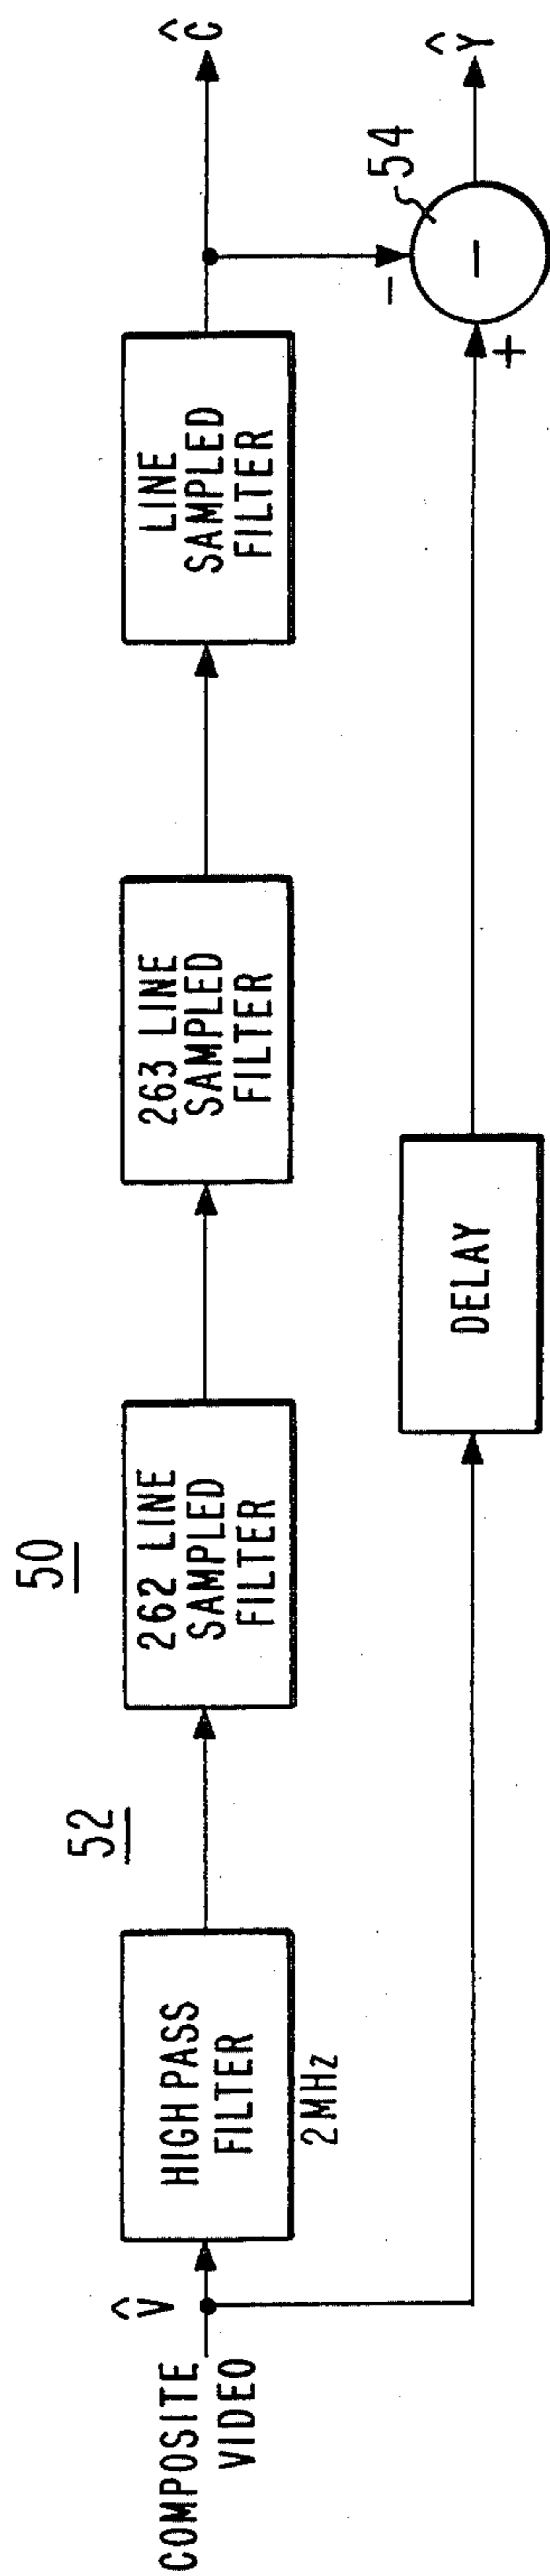 50
52
COMPOSITE
VIDEO
V̂
HIGH PASS
FILTER
2MHz
262 LINE
SAMPLED
FILTER
263 LINE
SAMPLED
FILTER
LINE
SAMPLED
FILTER
Ĉ
DELAY
+
-
-
54
Ŷ